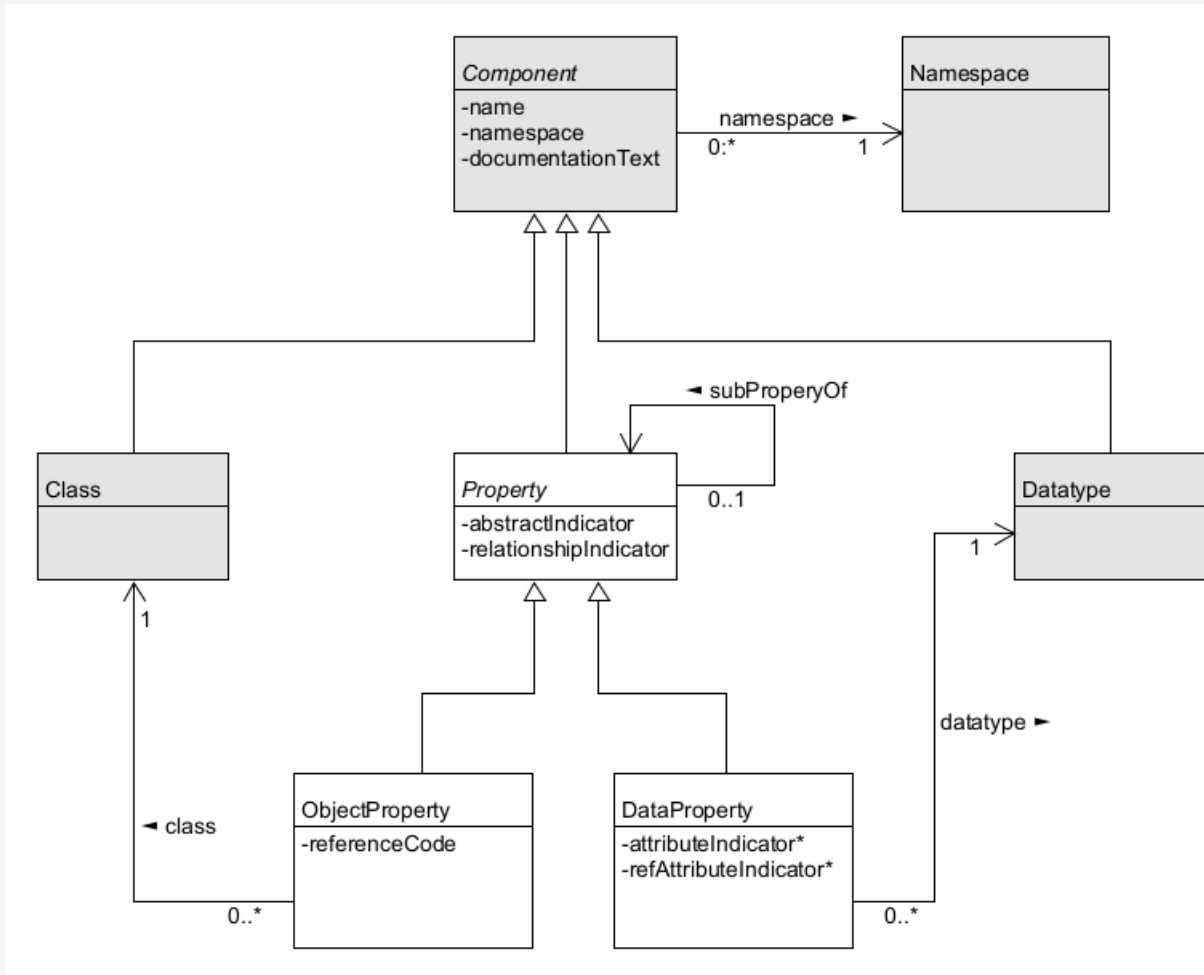 Component
-name
-namespace
-documentationText
namespace ►
0:*
1
Namespace
◄ subProperyOf
Class
Property
-abstractIndicator
-relationshipIndicator
0..1
Datatype
1
1
datatype ►
◄ class
ObjectProperty
-referenceCode
0..*
DataProperty
-attributeIndicator*
-refAttributeIndicator*
0..*